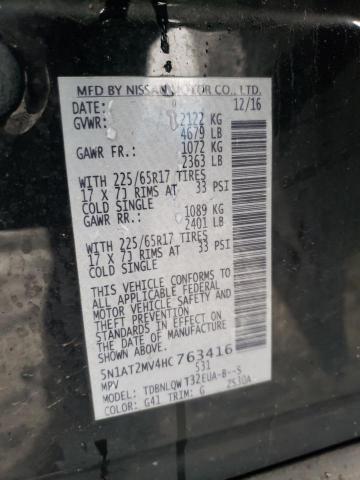 MFD BY NISSAN MOTOR CO., LTD.
DATE: 12/16
GVWR: 2122 KG
4679 LB
GAWR FR.: 1072 KG
2363 LB
WITH 225/65R17 TIRES
17 X 7J RIMS AT 33 PSI
COLD SINGLE
GAWR RR.: 1089 KG
2401 LB
WITH 225/65R17 TIRES
17 X 7J RIMS AT 33 PSI
COLD SINGLE
THIS VEHICLE CONFORMS TO
ALL APPLICABLE FEDERAL
MOTOR VEHICLE SAFETY AND
THEFT PREVENTION STANDARDS
IN EFFECT ON THE DATE OF
MANUFACTURE SHOWN ABOVE.
5N1AT2MV4HC763416
MPV S31
MODEL: TDBNLQW T32EUA-B--S
COLOR: G41 TRIM: G 2530A